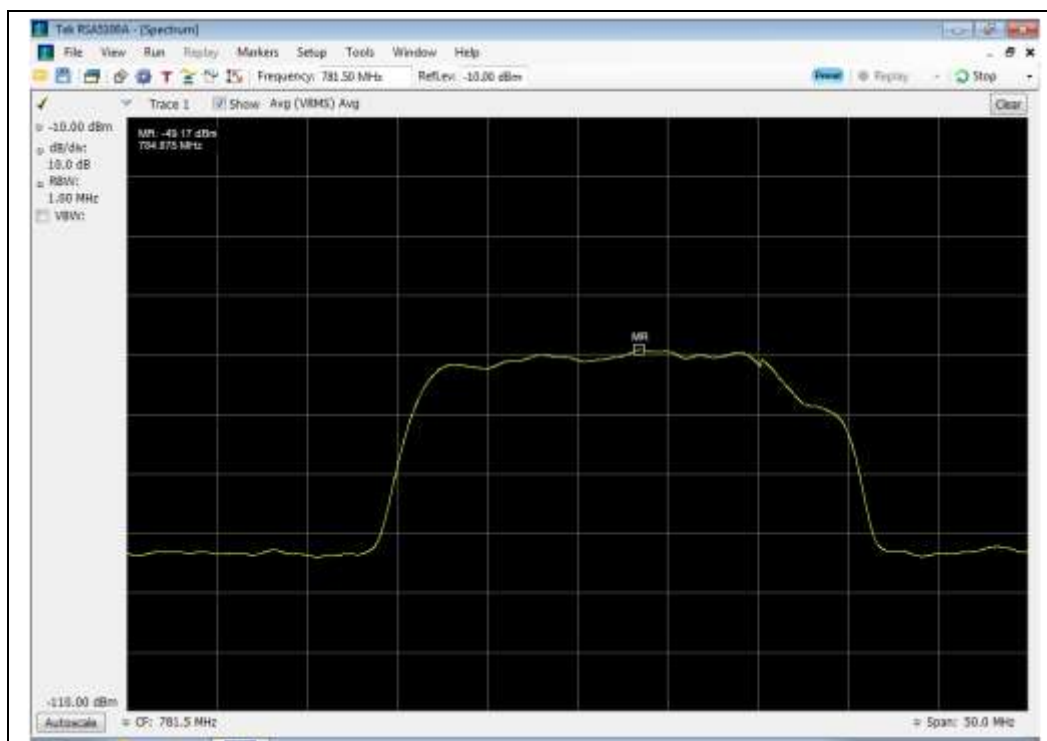 Tek RSA5100A - [Spectrum]
File View Run Replay Markers Setup Tools Window Help
Frequency: 781.50 MHz RefLev: -10.00 dBm Preset Replay Stop
Trace 1 Show Avg (VRMS) Avg Clear
-10.00 dBm
dB/div:
10.0 dB
RBW:
1.00 MHz
VBW:
MR: -49.17 dBm
784.875 MHz
MR
-110.00 dBm
Autoscale CF: 781.5 MHz Span: 50.0 MHz